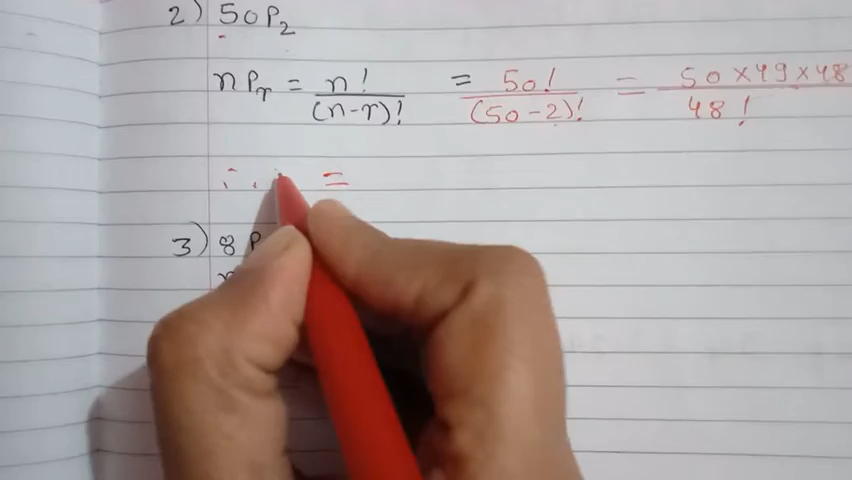 2) 50P₂
nPᵣ = n!/(n-r)! = 50!/(50-2)! = 50×49×48/48!
∴ =
3) 8P